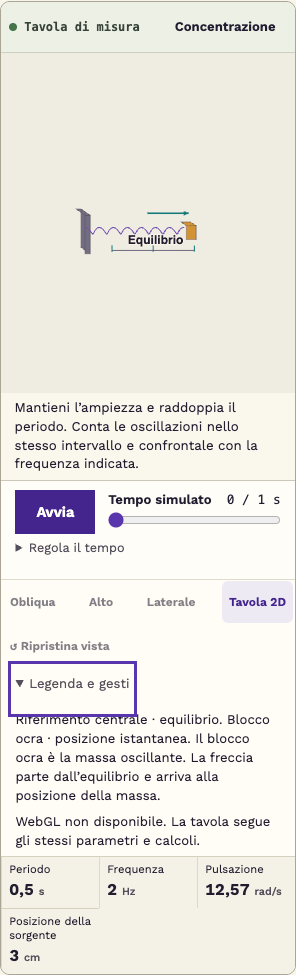 Tavola di misura
Concentrazione
Equilibrio
Mantieni l’ampiezza e raddoppia il
periodo. Conta le oscillazioni nello
stesso intervallo e confrontale con la
frequenza indicata.
Avvia
Tempo simulato 0 / 1 s
▶ Regola il tempo
Obliqua Alto Laterale Tavola 2D
↺ Ripristina vista
▼ Legenda e gesti
Riferimento centrale · equilibrio. Blocco
ocra · posizione istantanea. Il blocco
ocra è la massa oscillante. La freccia
parte dall’equilibrio e arriva alla
posizione della massa.
WebGL non disponibile. La tavola segue
gli stessi parametri e calcoli.
Periodo
0,5 s
Frequenza
2 Hz
Pulsazione
12,57 rad/s
Posizione della
sorgente
3 cm